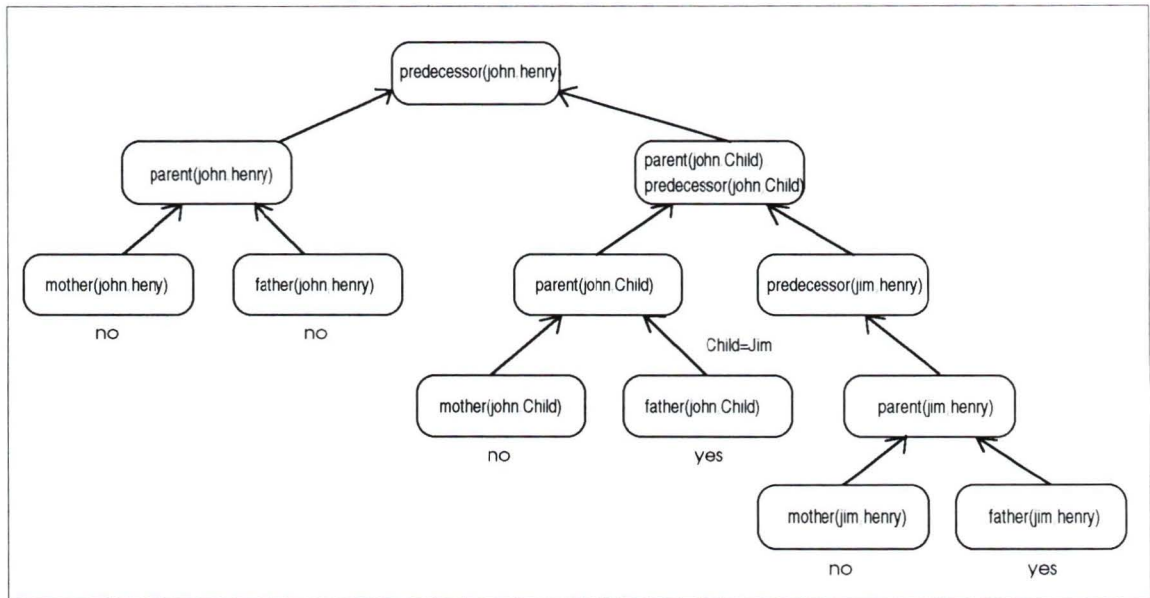 predecessor(john.henry)
parent(john.henry)
parent(john.Child)
predecessor(john.Child)
mother(john.heny)
father(john.henry)
parent(john.Child)
predecessor(jim.henry)
no
no
Child=Jim
mother(john.Child)
father(john.Child)
parent(jim.henry)
no
yes
mother(jim.henry)
father(jim.henry)
no
yes